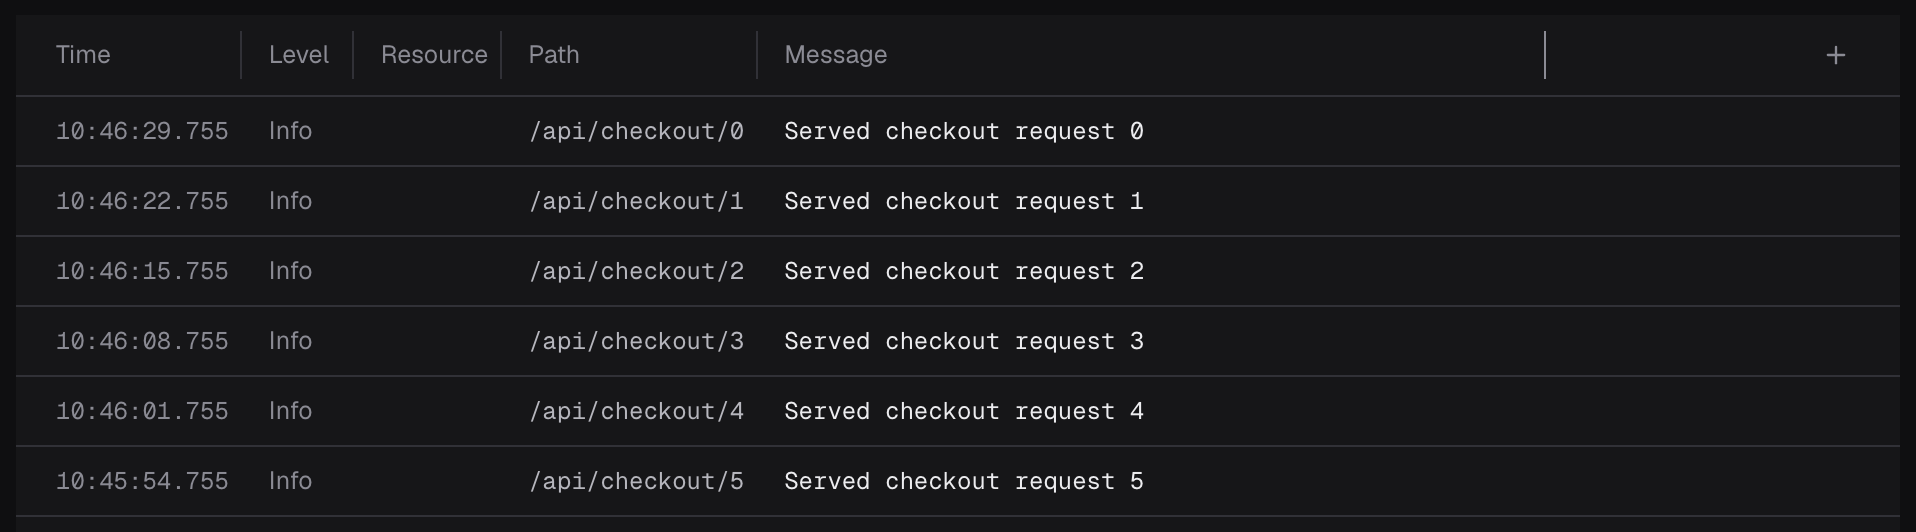 Time Level Resource Path Message +
10:46:29.755 Info /api/checkout/0 Served checkout request 0
10:46:22.755 Info /api/checkout/1 Served checkout request 1
10:46:15.755 Info /api/checkout/2 Served checkout request 2
10:46:08.755 Info /api/checkout/3 Served checkout request 3
10:46:01.755 Info /api/checkout/4 Served checkout request 4
10:45:54.755 Info /api/checkout/5 Served checkout request 5